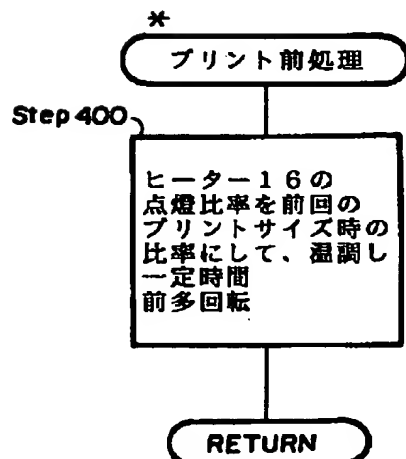 *
プリント前処理
Step 400
ヒーター16の
点燈比率を前回の
プリントサイズ時の
比率にして、温調し
一定時間
前多回転
RETURN